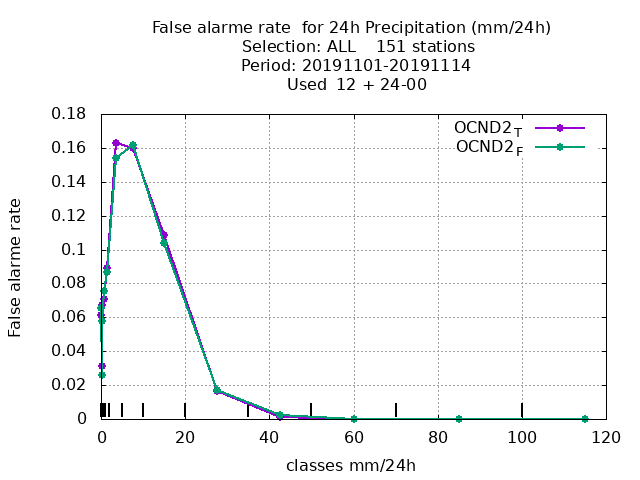 False alarme rate  for 24h Precipitation (mm/24h)
Selection: ALL    151 stations
Period: 20191101-20191114
Used  12 + 24-00
OCND2T
OCND2F
0.18
0.16
0.14
0.12
0.1
0.08
0.06
0.04
0.02
0
False alarme rate
0 20 40 60 80 100 120
classes mm/24h